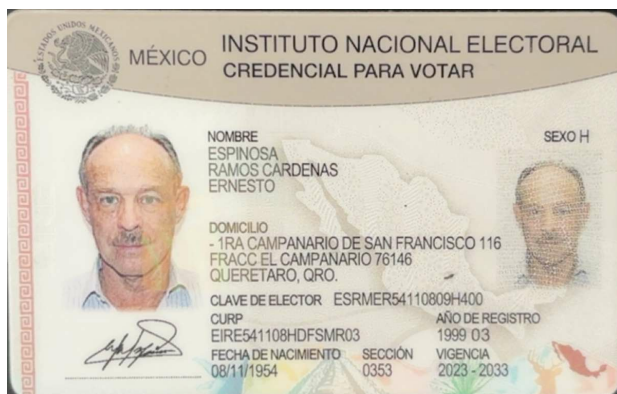 ESTADOS UNIDOS MEXICANOS
MÉXICO
INSTITUTO NACIONAL ELECTORAL
CREDENCIAL PARA VOTAR
NOMBRE
SEXO H
ESPINOSA
RAMOS CARDENAS
ERNESTO
DOMICILIO
- 1RA CAMPANARIO DE SAN FRANCISCO 116
FRACC EL CAMPANARIO 76146
QUERETARO, QRO.
CLAVE DE ELECTOR ESRMER54110809H400
CURP
AÑO DE REGISTRO
EIRE541108HDFSMR03
1999 03
FECHA DE NACIMIENTO SECCIÓN VIGENCIA
08/11/1954 0353 2023 - 2033